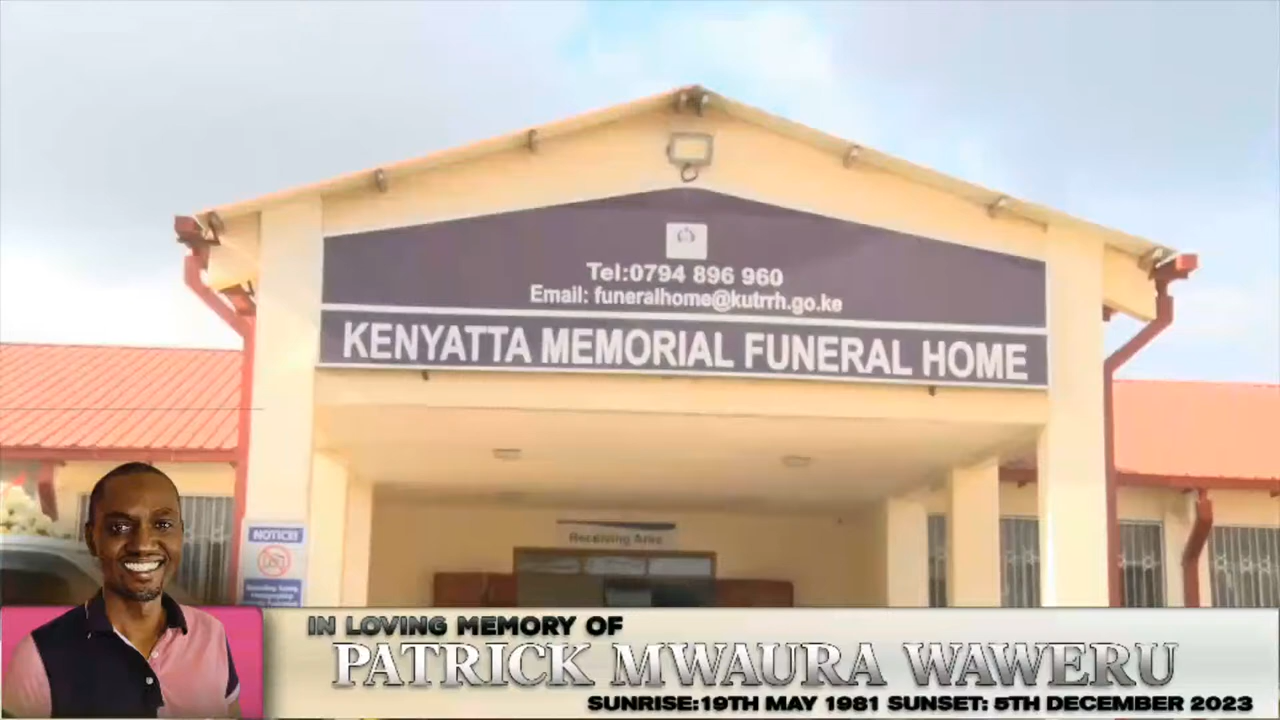 Tel:0794 896 960
Email: funeralhome@kutrrh.go.ke
KENYATTA MEMORIAL FUNERAL HOME
Receiving Area
NOTICE!
IN LOVING MEMORY OF
PATRICK MWAURA WAWERU
SUNRISE:19TH MAY 1981 SUNSET: 5TH DECEMBER 2023